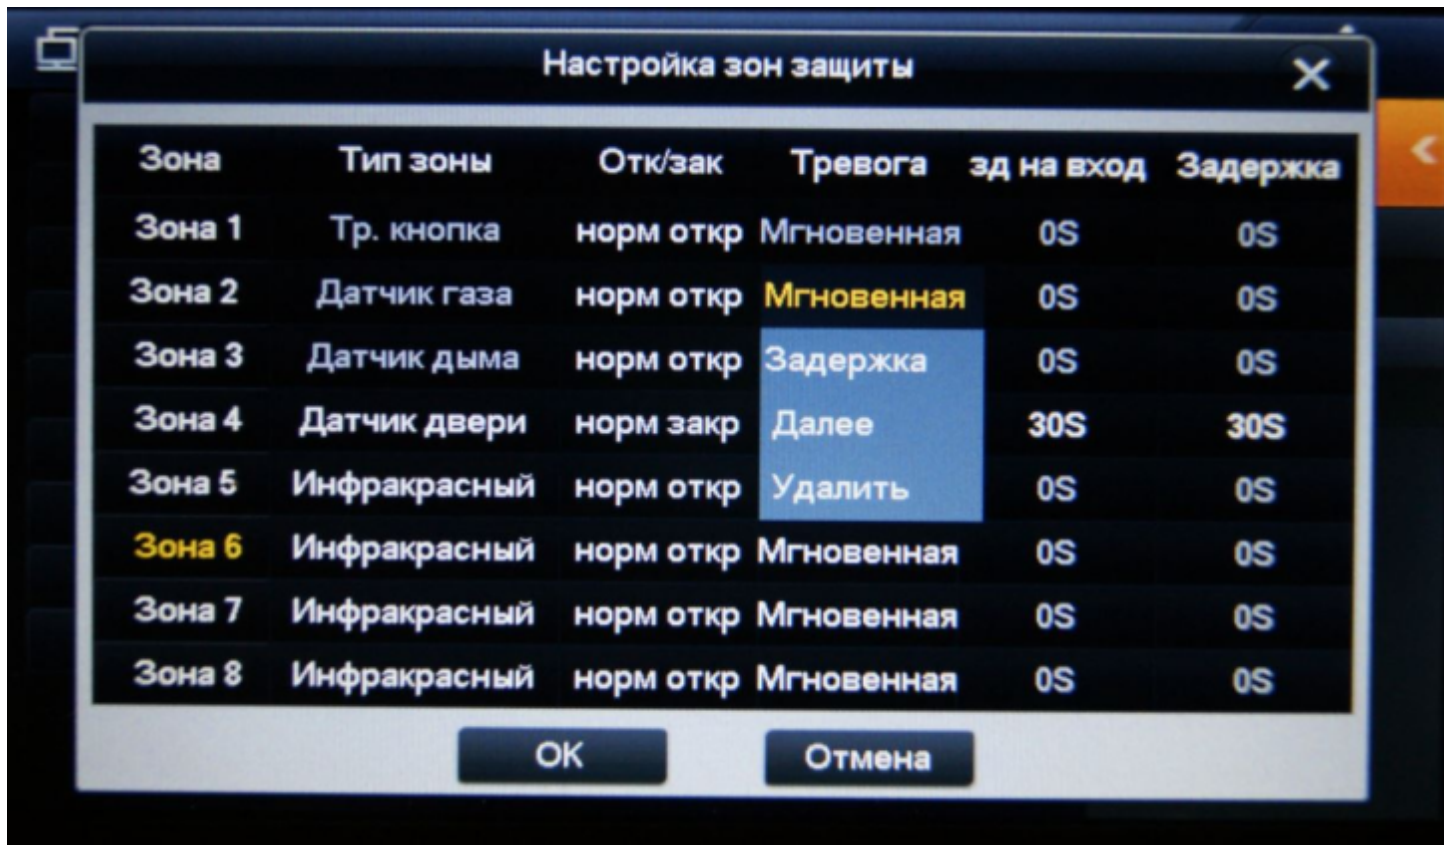 Настройка зон защиты
Зона Тип зоны Отк/зак Тревога зд на вход Задержка
Зона 1 Тр. кнопка норм откр Мгновенная 0S 0S
Зона 2 Датчик газа норм откр Мгновенная 0S 0S
Зона 3 Датчик дыма норм откр Задержка 0S 0S
Зона 4 Датчик двери норм закр Далее 30S 30S
Зона 5 Инфракрасный норм откр Удалить 0S 0S
Зона 6 Инфракрасный норм откр Мгновенная 0S 0S
Зона 7 Инфракрасный норм откр Мгновенная 0S 0S
Зона 8 Инфракрасный норм откр Мгновенная 0S 0S
OK Отмена